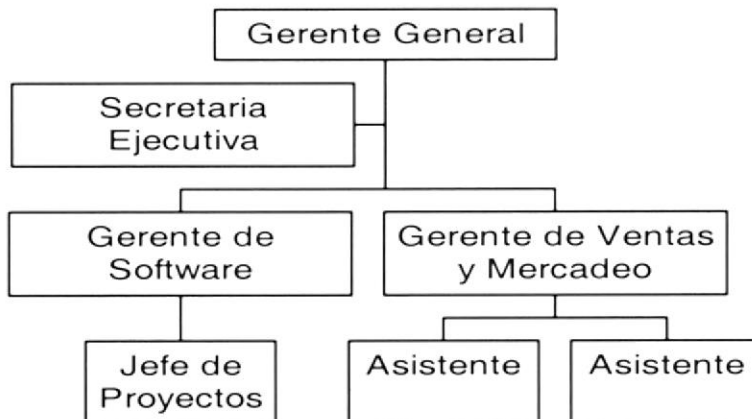 Gerente General
Secretaria
Ejecutiva
Gerente de
Software
Gerente de Ventas
y Mercadeo
Jefe de
Proyectos
Asistente
Asistente